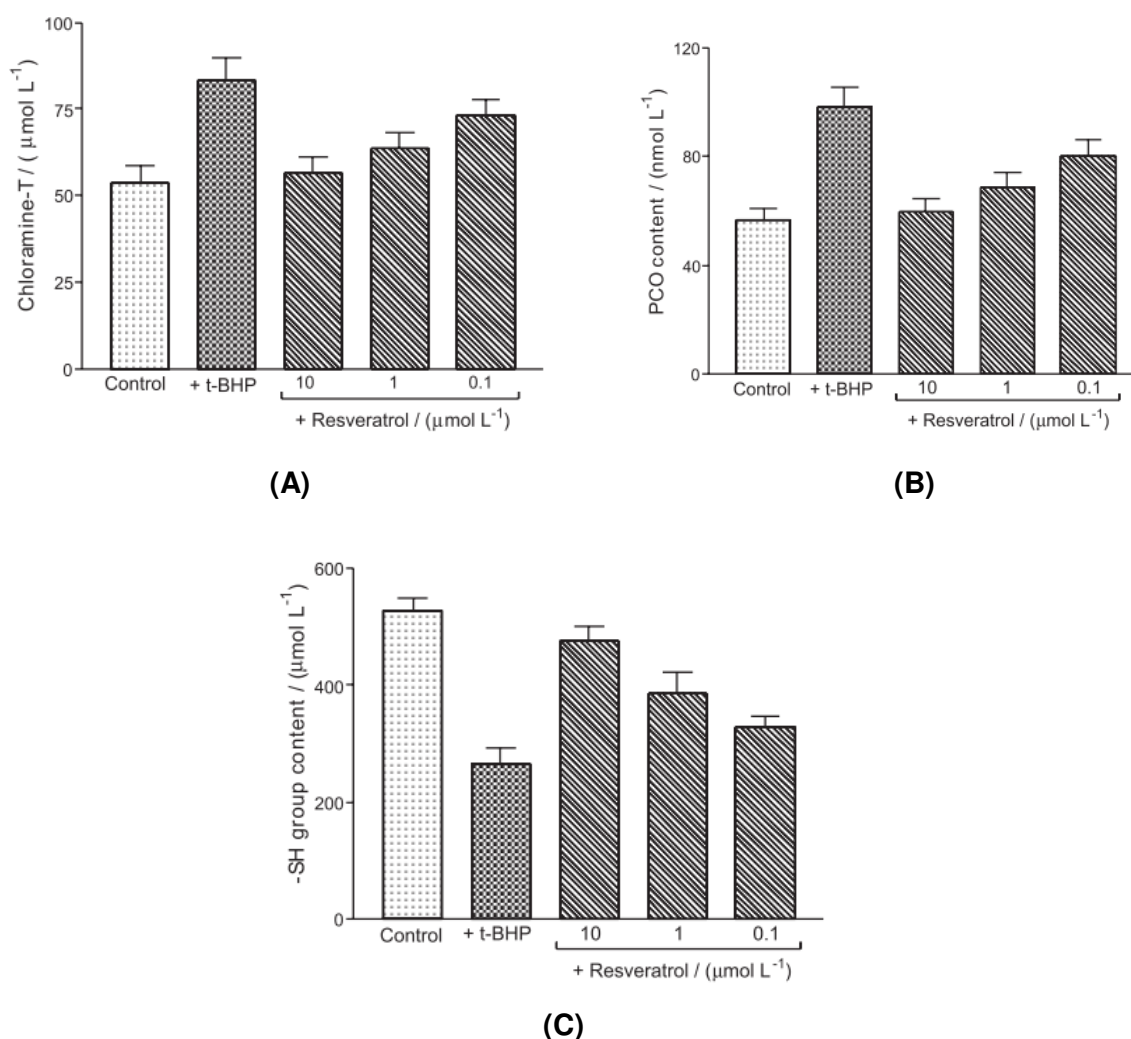 Chloramine-T / ( μmol L⁻¹)
100
75
50
25
0
Control
+ t-BHP
10
1
0.1
+ Resveratrol / (μmol L⁻¹)
(A)
PCO content / (nmol L⁻¹)
120
80
40
0
Control
+ t-BHP
10
1
0.1
+ Resveratrol / (μmol L⁻¹)
(B)
-SH group content / (μmol L⁻¹)
600
400
200
0
Control
+ t-BHP
10
1
0.1
+ Resveratrol / (μmol L⁻¹)
(C)